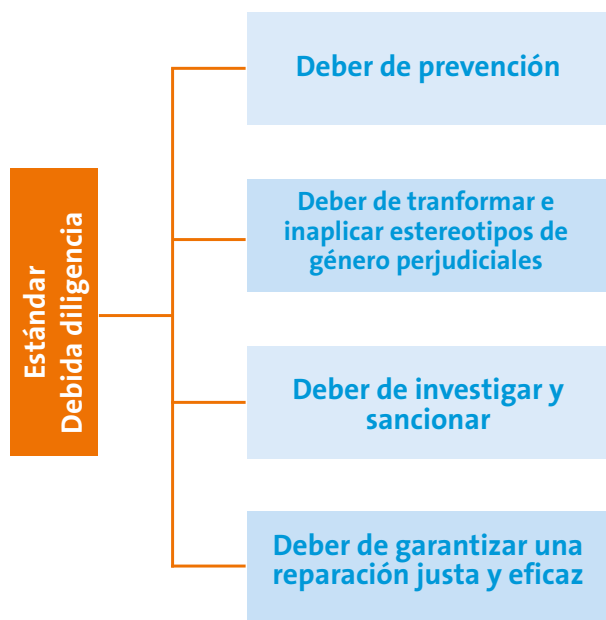 Estándar
Debida diligencia
Deber de prevención
Deber de tranformar e
inaplicar estereotipos de
género perjudiciales
Deber de investigar y
sancionar
Deber de garantizar una
reparación justa y eficaz